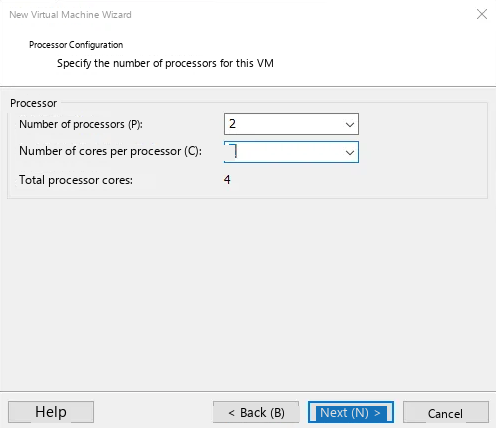 New Virtual Machine Wizard
Processor Configuration
Specify the number of processors for this VM
Processor
Number of processors (P):
2
Number of cores per processor (C):
Total processor cores:
4
Help
< Back (B)
Next (N) >
Cancel